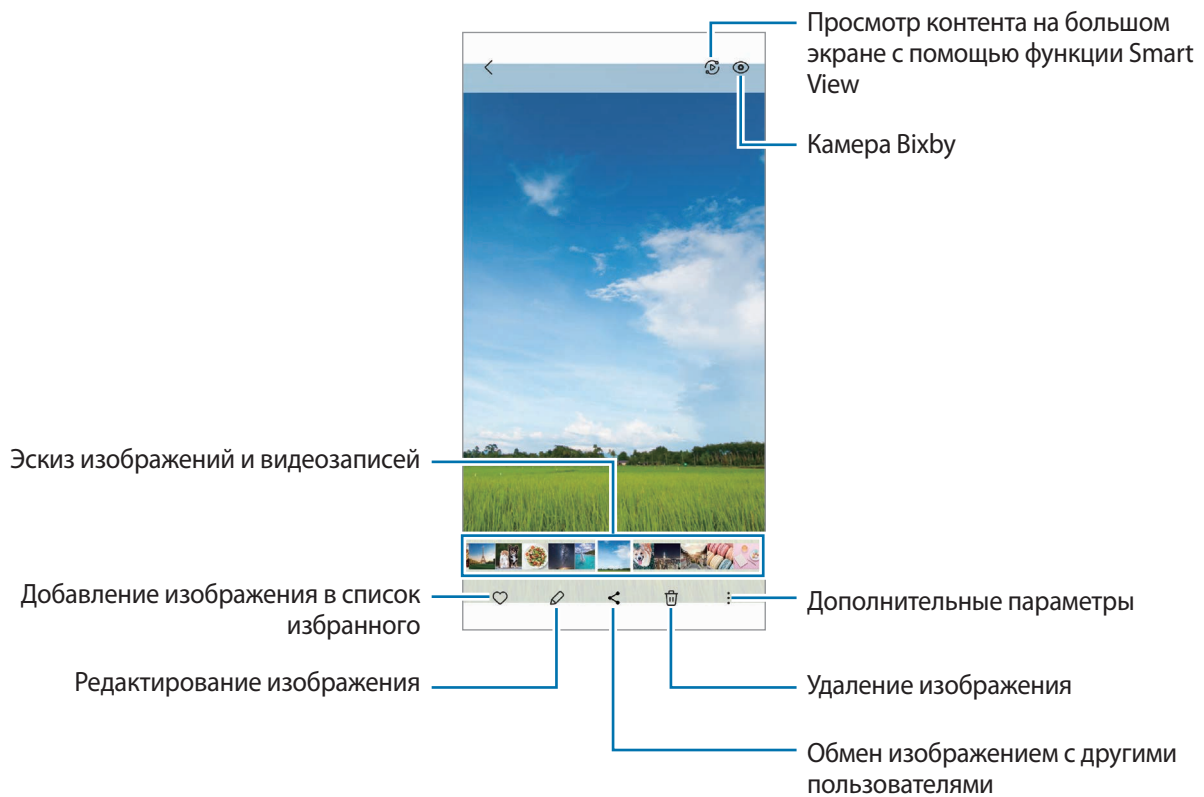 Просмотр контента на большом
экране с помощью функции Smart
View
Камера Bixby
Эскиз изображений и видеозаписей
Добавление изображения в список
избранного
Дополнительные параметры
Редактирование изображения
Удаление изображения
Обмен изображением с другими
пользователями